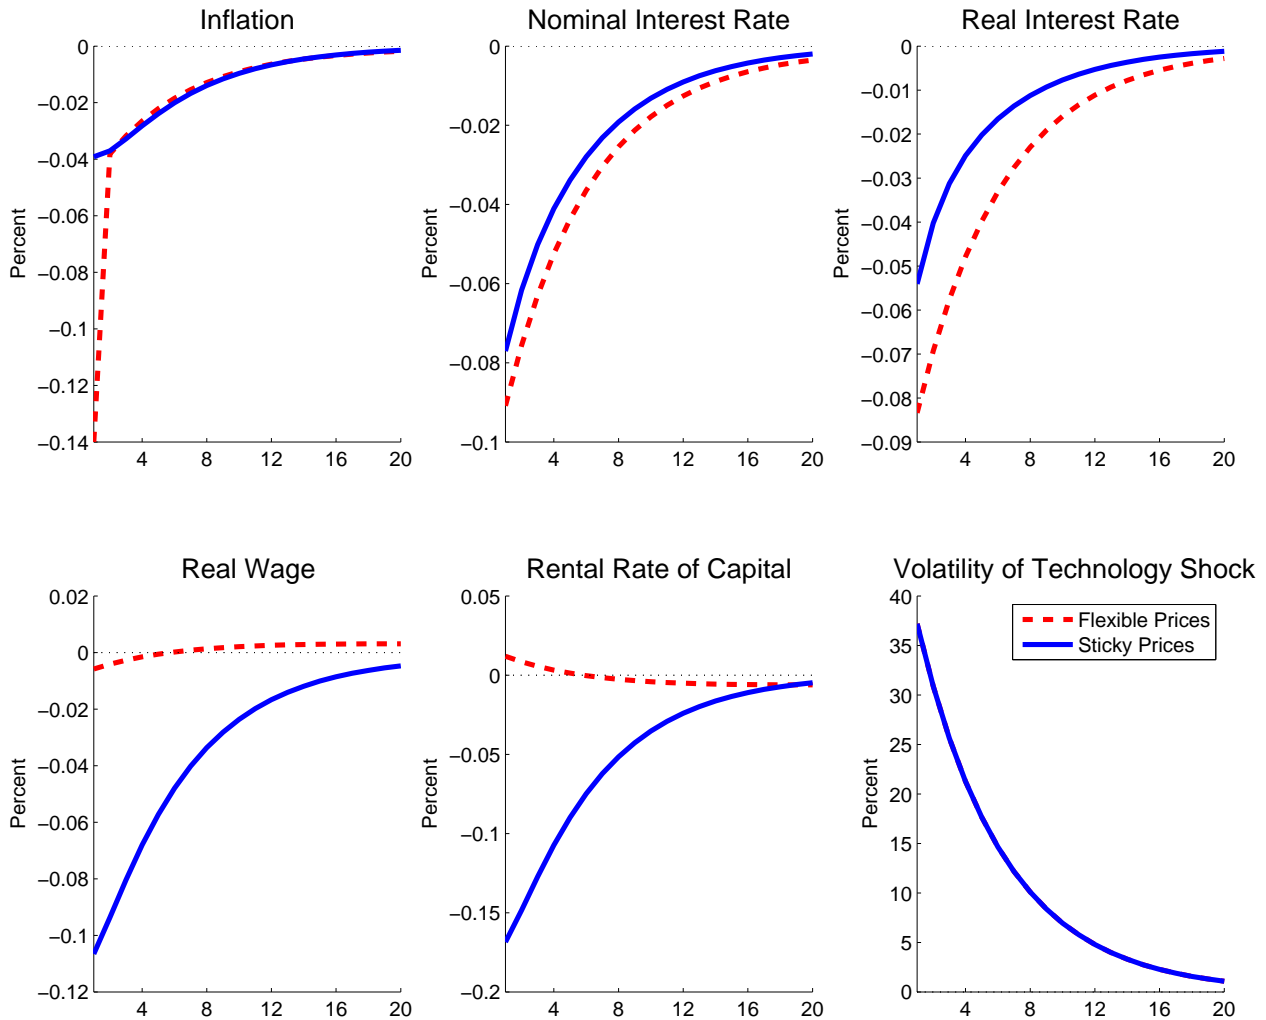 Inflation
Nominal Interest Rate
Real Interest Rate
Percent
0
−0.02
−0.04
−0.06
−0.08
−0.1
−0.12
−0.14
4 8 12 16 20
Percent
0
−0.02
−0.04
−0.06
−0.08
−0.1
4 8 12 16 20
Percent
0
−0.01
−0.02
−0.03
−0.04
−0.05
−0.06
−0.07
−0.08
−0.09
4 8 12 16 20
Real Wage
Rental Rate of Capital
Volatility of Technology Shock
Percent
0.02
0
−0.02
−0.04
−0.06
−0.08
−0.1
−0.12
4 8 12 16 20
Percent
0.05
0
−0.05
−0.1
−0.15
−0.2
4 8 12 16 20
Percent
40
35
30
25
20
15
10
5
0
4 8 12 16 20
Flexible Prices
Sticky Prices